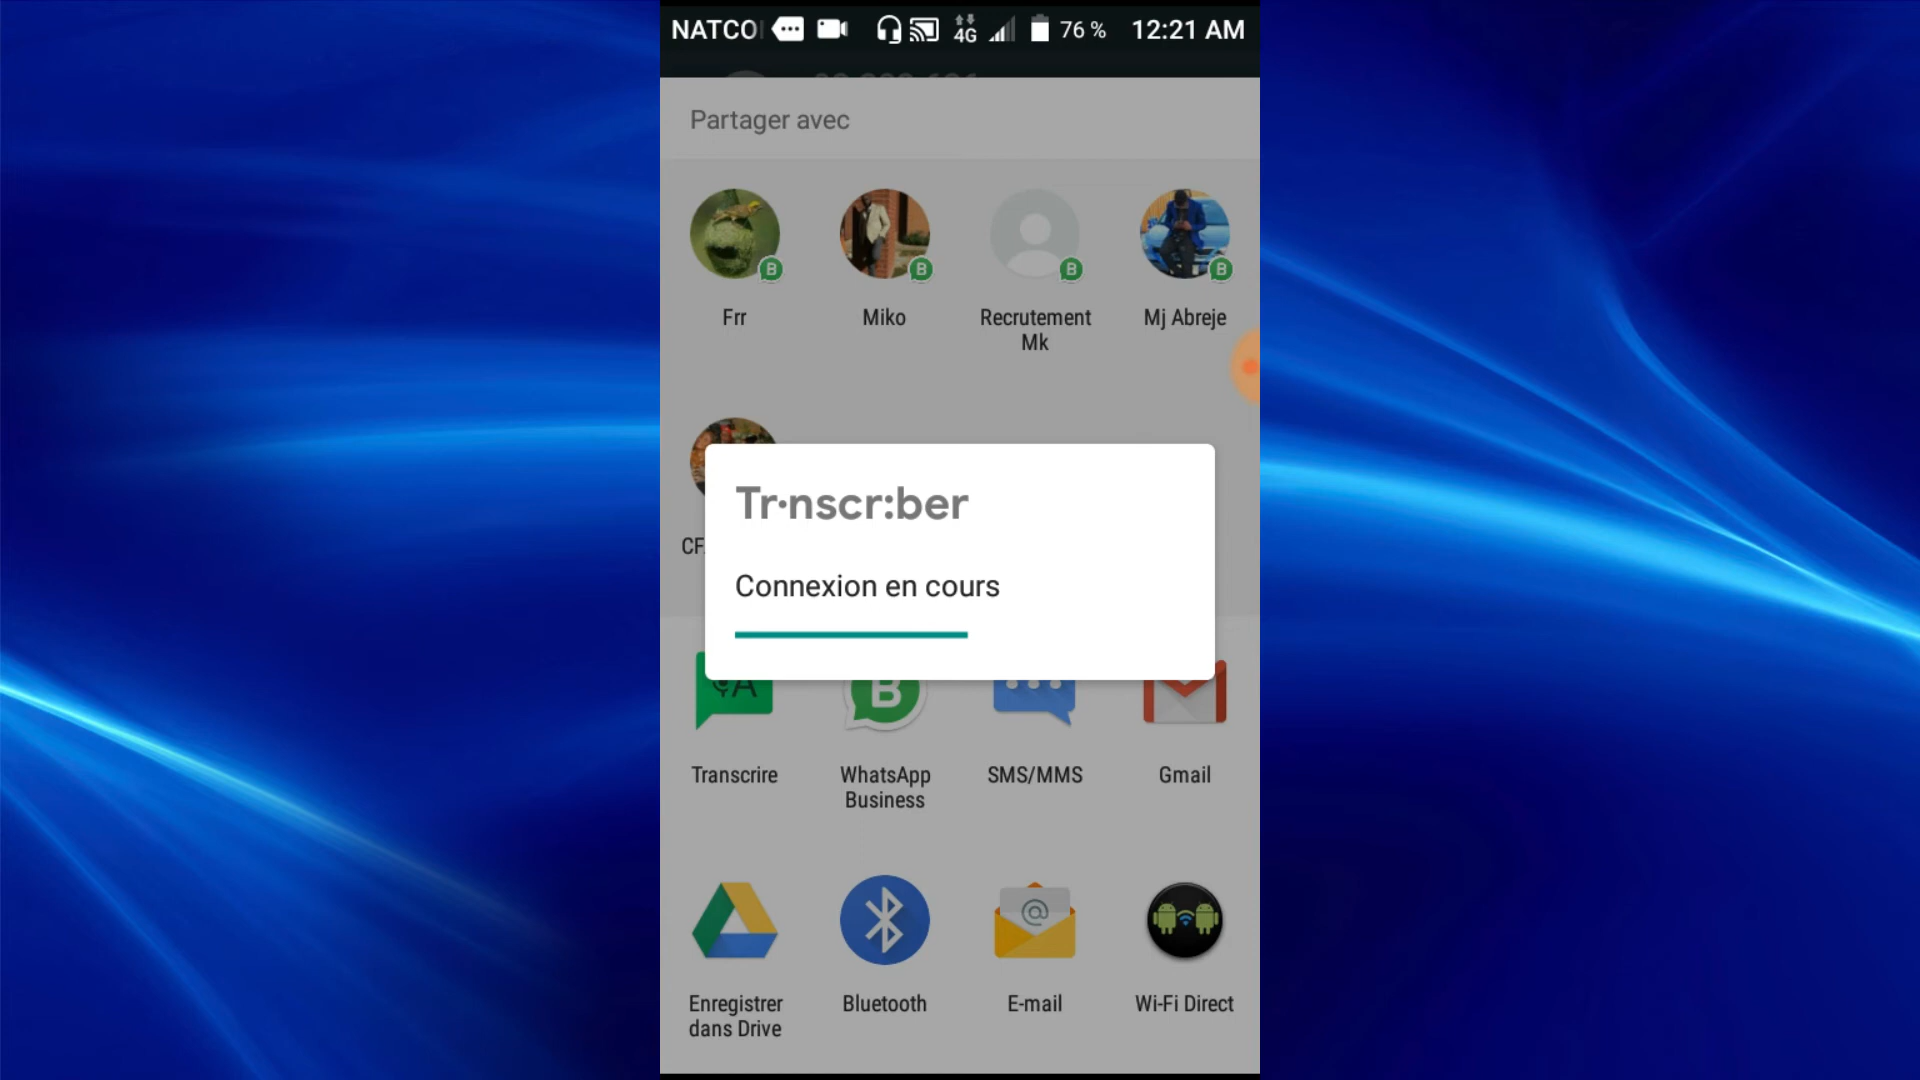 NATCO
4G
76 %
12:21 AM
Partager avec
B
B
B
B
Frr
Miko
Recrutement
Mk
Mj Abreje
Tr·nscr:ber
CF
Connexion en cours
A
B
Transcrire
WhatsApp
Business
SMS/MMS
Gmail
@
Enregistrer
dans Drive
Bluetooth
E-mail
Wi-Fi Direct